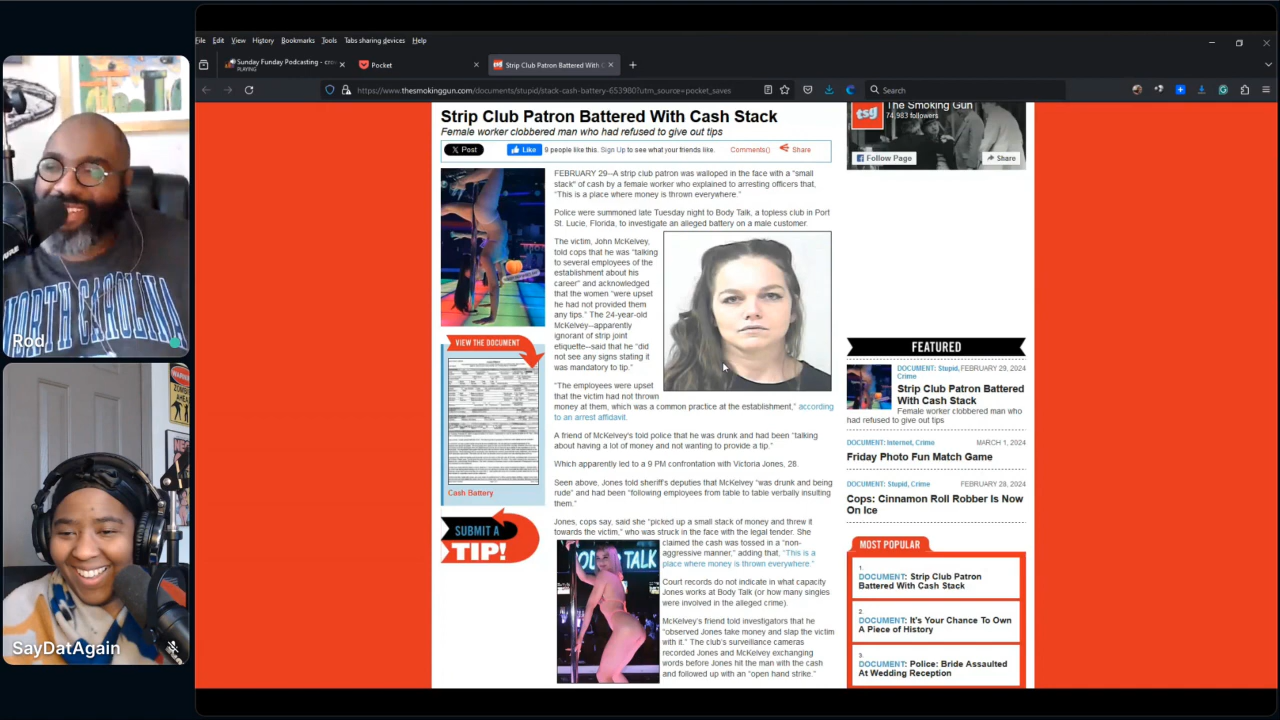 File Edit View History Bookmarks Tools Tabs sharing devices Help
Sunday Funday Podcasting -
PLAYING
Pocket
Strip Club Patron Battered With C
https://www.thesmokinggun.com/documents/stupid/stack-cash-battery-653980?utm_source=pocket_saves
Search
Strip Club Patron Battered With Cash Stack
Female worker clobbered man who had refused to give out tips
X Post
Like
9 people like this. Sign Up to see what your friends like.
Comments()
Share
FEBRUARY 29--A strip club patron was walloped in the face with a "small
stack" of cash by a female worker who explained to arresting officers that,
"This is a place where money is thrown everywhere."
Police were summoned late Tuesday night to Body Talk, a topless club in Port
St. Lucie, Florida, to investigate an alleged battery on a male customer.
The victim, John McKelvey,
told cops that he was "talking
to several employees of the
establishment about his
career" and acknowledged
that the women "were upset
he had not provided them
any tips." The 24-year-old
McKelvey--apparently
ignorant of strip joint
etiquette--said that he "did
not see any signs stating it
was mandatory to tip."
"The employees were upset
that the victim had not thrown
money at them, which was a common practice at the establishment," according
to an arrest affidavit.
A friend of McKelvey's told police that he was drunk and had been "talking
about having a lot of money and not wanting to provide a tip."
Which apparently led to a 9 PM confrontation with Victoria Jones, 28.
Seen above, Jones told sheriff's deputies that McKelvey "was drunk and being
rude" and had been "following employees from table to table verbally insulting
them."
Jones, cops say, said she "picked up a small stack of money and threw it
towards the victim," who was struck in the face with the legal tender. She
claimed the cash was tossed in a "non-
aggressive manner," adding that, "This is a
place where money is thrown everywhere."
Court records do not indicate in what capacity
Jones works at Body Talk (or how many singles
were involved in the alleged crime).
McKelvey's friend told investigators that he
"observed Jones take money and slap the victim
with it." The club's surveillance cameras
recorded Jones and McKelvey exchanging
words before Jones hit the man with the cash
and followed up with an "open hand strike."
VIEW THE DOCUMENT
Cash Battery
SUBMIT A
TIP!
TALK
tsg
The Smoking Gun
74,983 followers
Follow Page
Share
FEATURED
DOCUMENT: Stupid, FEBRUARY 29, 2024
Crime
Strip Club Patron
Battered With Cash
Stack
Female worker clobbered man who
had refused to give out tips
DOCUMENT: Internet, Crime MARCH 1, 2024
Friday Photo Fun Match Game
DOCUMENT: Stupid, Crime FEBRUARY 28, 2024
Cops: Cinnamon Roll Robber Is Now
On Ice
MOST POPULAR
1.
DOCUMENT: Strip Club Patron
Battered With Cash Stack
2.
DOCUMENT: It's Your Chance To Own
A Piece of History
3.
DOCUMENT: Police: Bride Assaulted
At Wedding Reception
NORTH CAROLINA
Rod
SayDatAgain